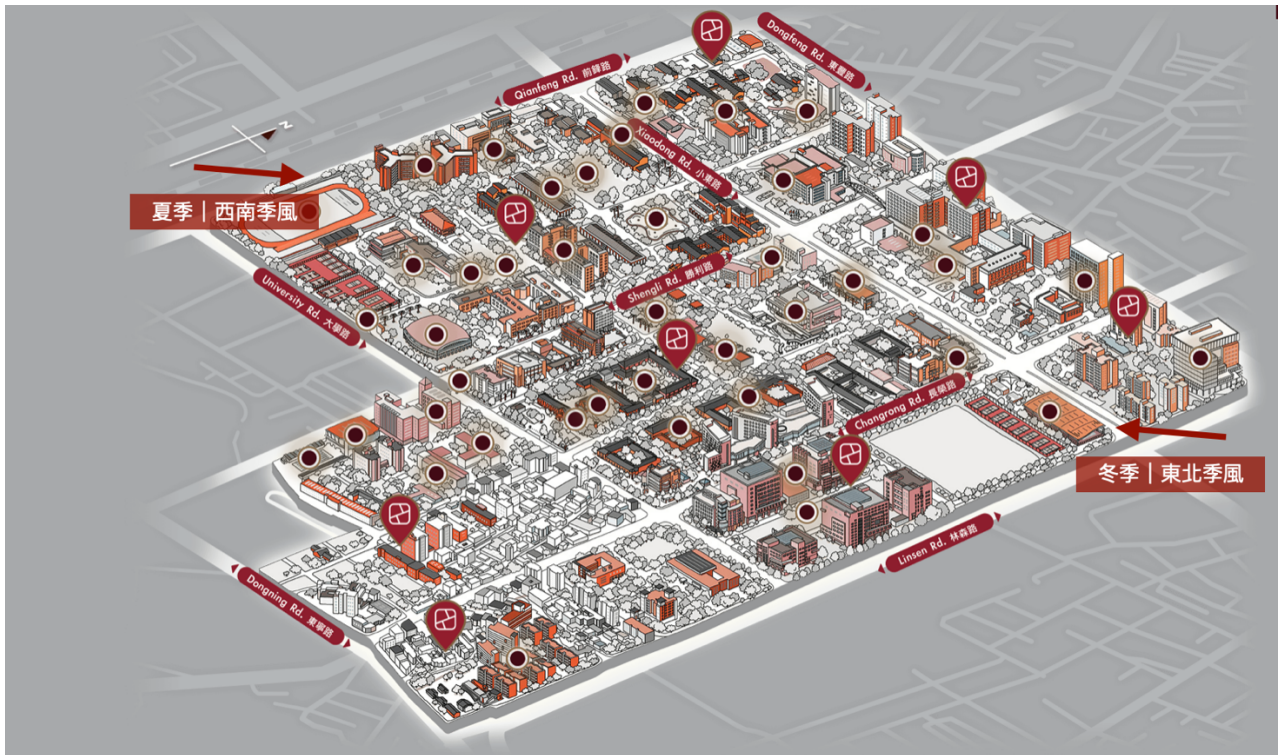 Dongfeng Rd. 東豐路
Qianfeng Rd. 前鋒路
N
Xiaodong Rd. 小東路
夏季｜西南季風
Shengli Rd. 勝利路
University Rd. 大學路
Changrong Rd. 長榮路
冬季｜東北季風
Linsen Rd. 林森路
Dongning Rd. 東寧路